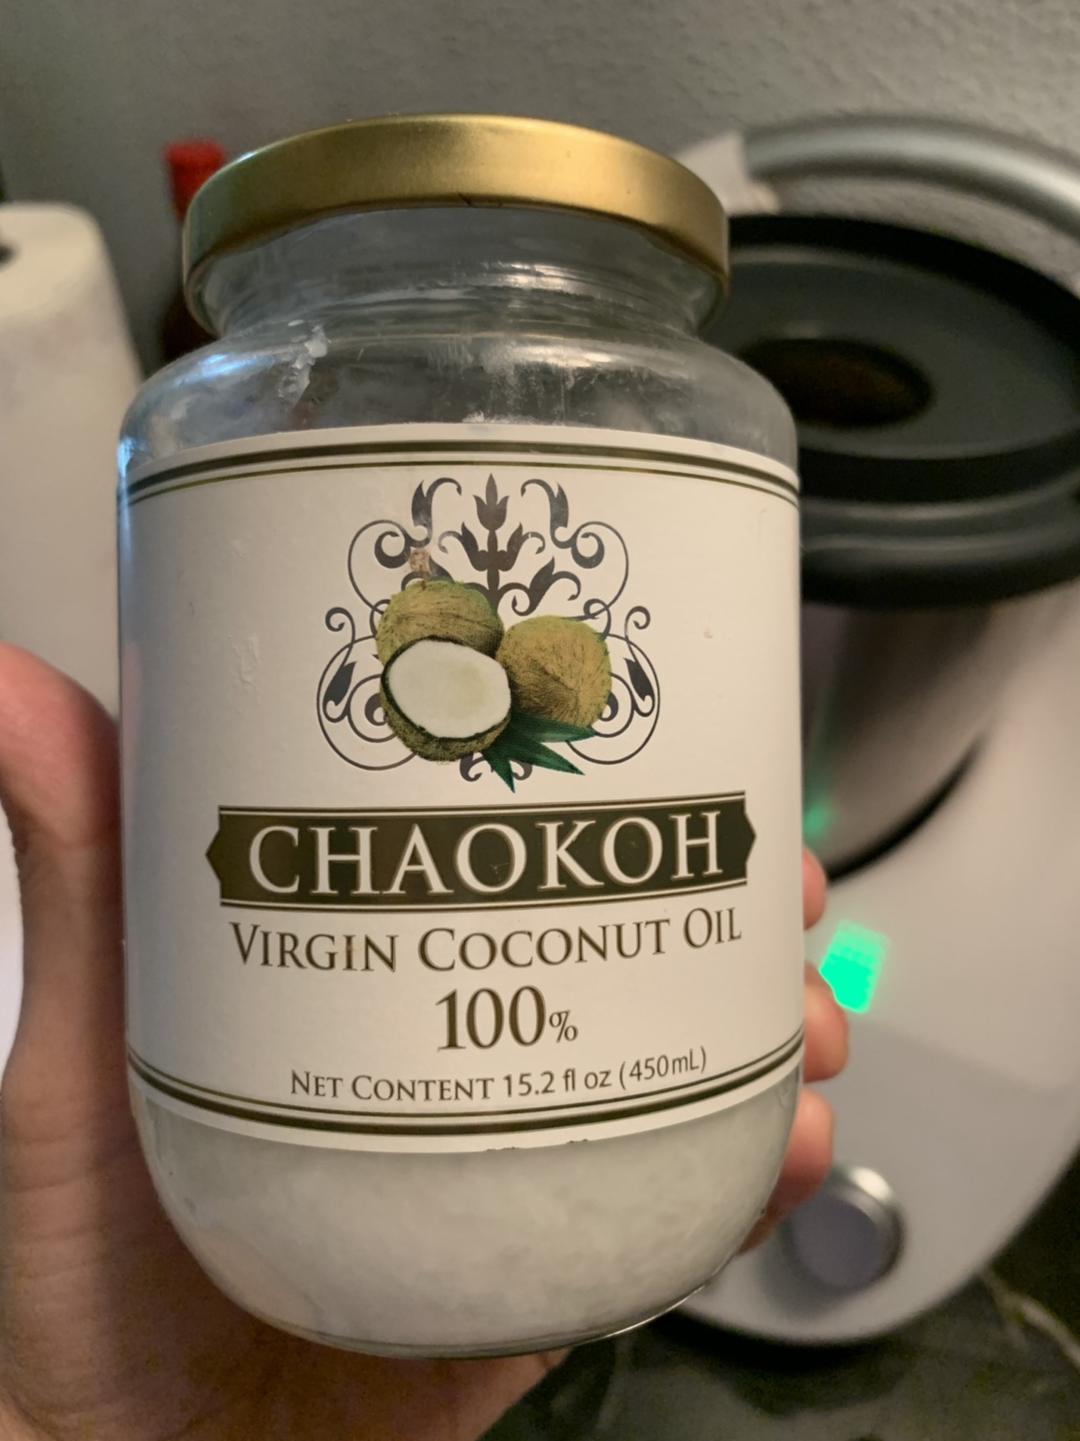 CHAOKOH
VIRGIN COCONUT OIL
100%
NET CONTENT 15.2 fl oz (450mL)